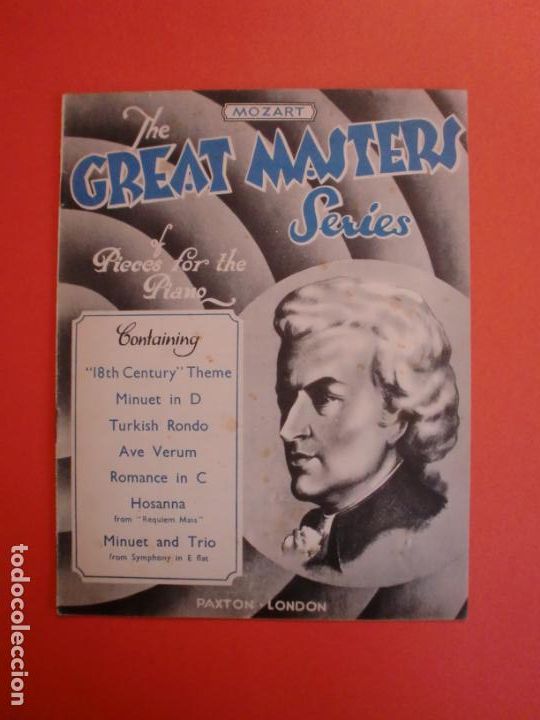 MOZART
The
GREAT MASTERS
Series
of
Pieces for the
Piano
Containing
"18th Century" Theme
Minuet in D
Turkish Rondo
Ave Verum
Romance in C
Hosanna
from "Requiem Mass"
Minuet and Trio
from Symphony in E flat
PAXTON · LONDON
todocoleccion